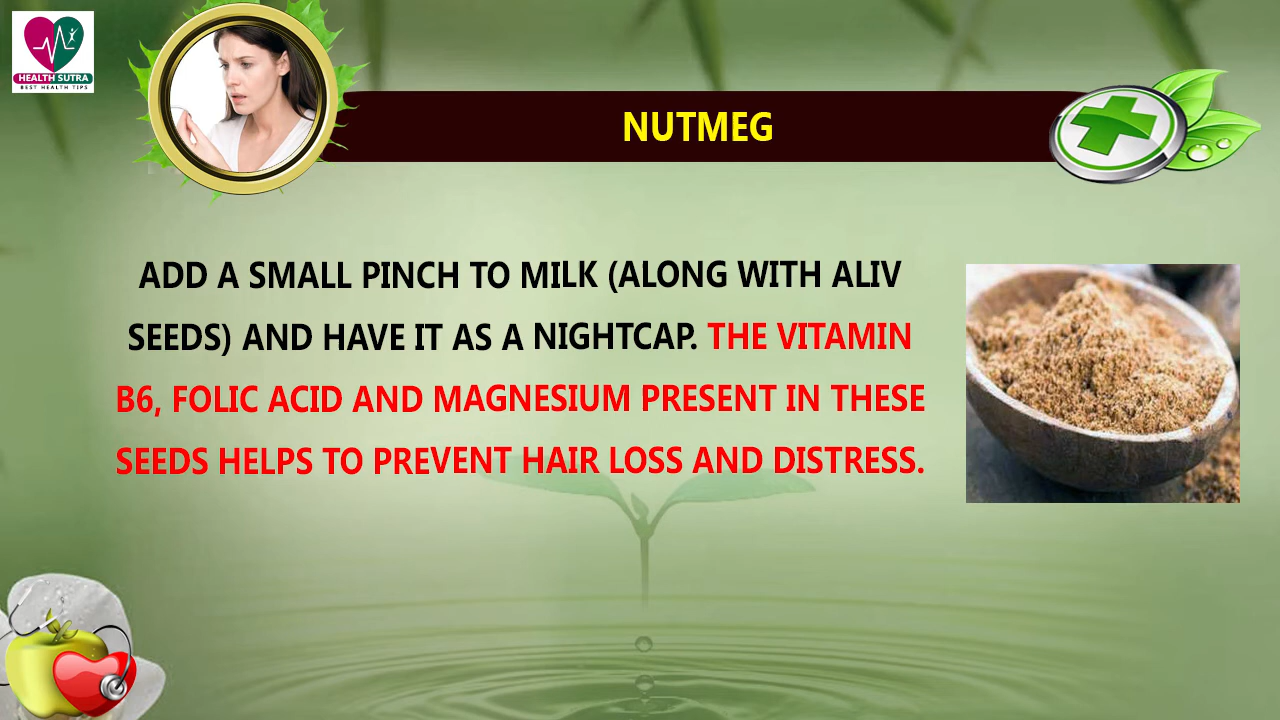 HEALTH SUTRA
BEST HEALTH TIPS
NUTMEG
ADD A SMALL PINCH TO MILK (ALONG WITH ALIV
SEEDS) AND HAVE IT AS A NIGHTCAP. THE VITAMIN
B6, FOLIC ACID AND MAGNESIUM PRESENT IN THESE
SEEDS HELPS TO PREVENT HAIR LOSS AND DISTRESS.